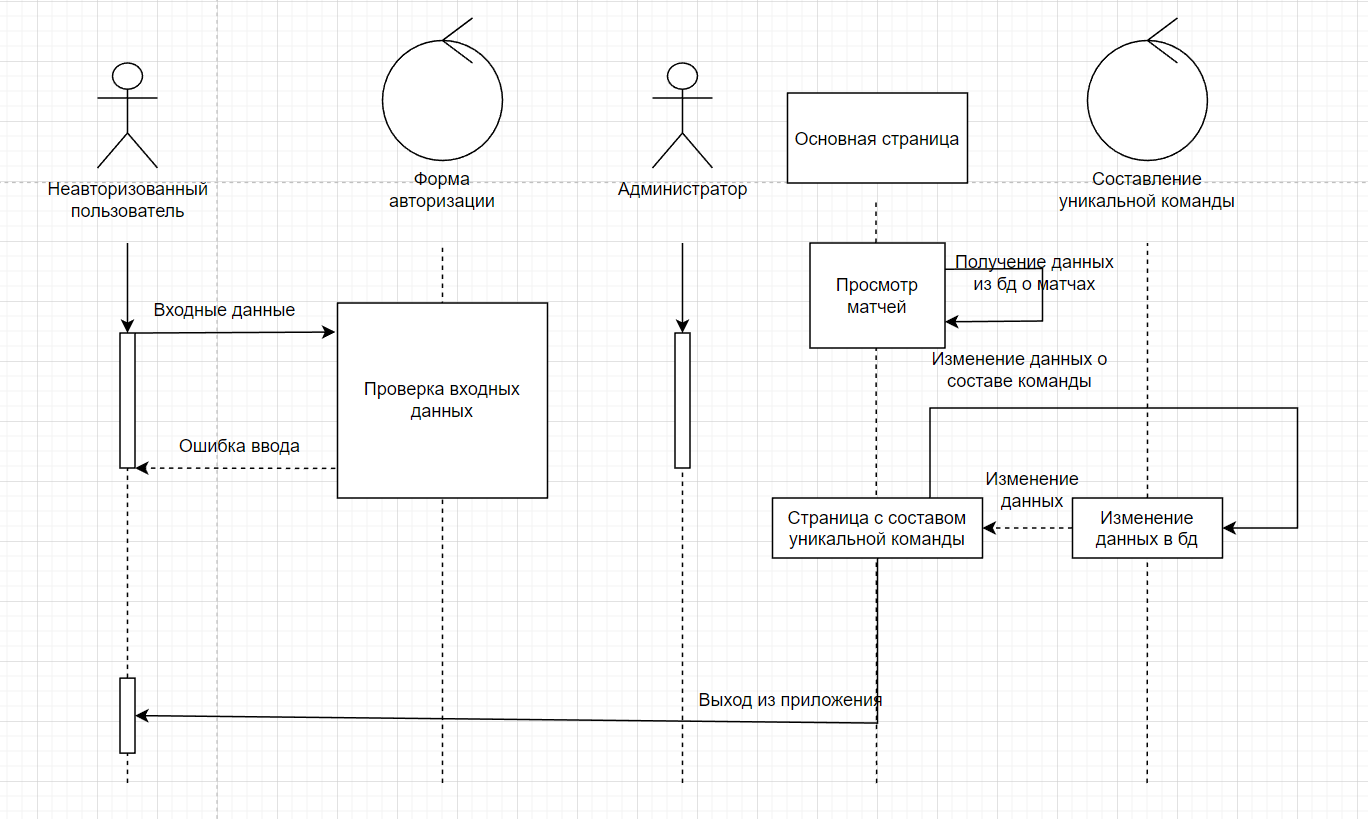 Неавторизованный
пользователь
Форма
авторизации
Администратор
Основная страница
Составление
уникальной команды
Входные данные
Проверка входных
данных
Ошибка ввода
Просмотр
матчей
Получение данных
из бд о матчах
Изменение данных о
составе команды
Изменение
данных
Страница с составом
уникальной команды
Изменение
данных в бд
Выход из приложения